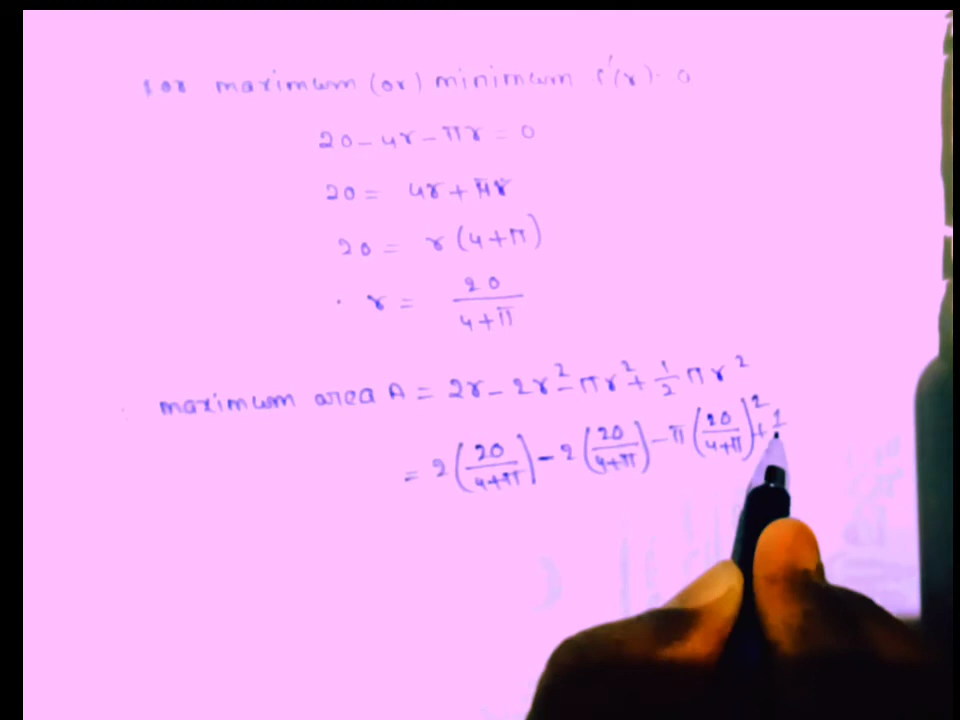 for maximum (or) minimum f'(r) = 0
20 - 4r - πr = 0
20 = 4r + πr
20 = r (4+π)
r = 20/(4+π)
maximum area A = 2r - 2r² - πr² + 1/2 πr²
= 2 (20/(4+π)) - 2 (20/(4+π)) - π (20/(4+π))² + 1